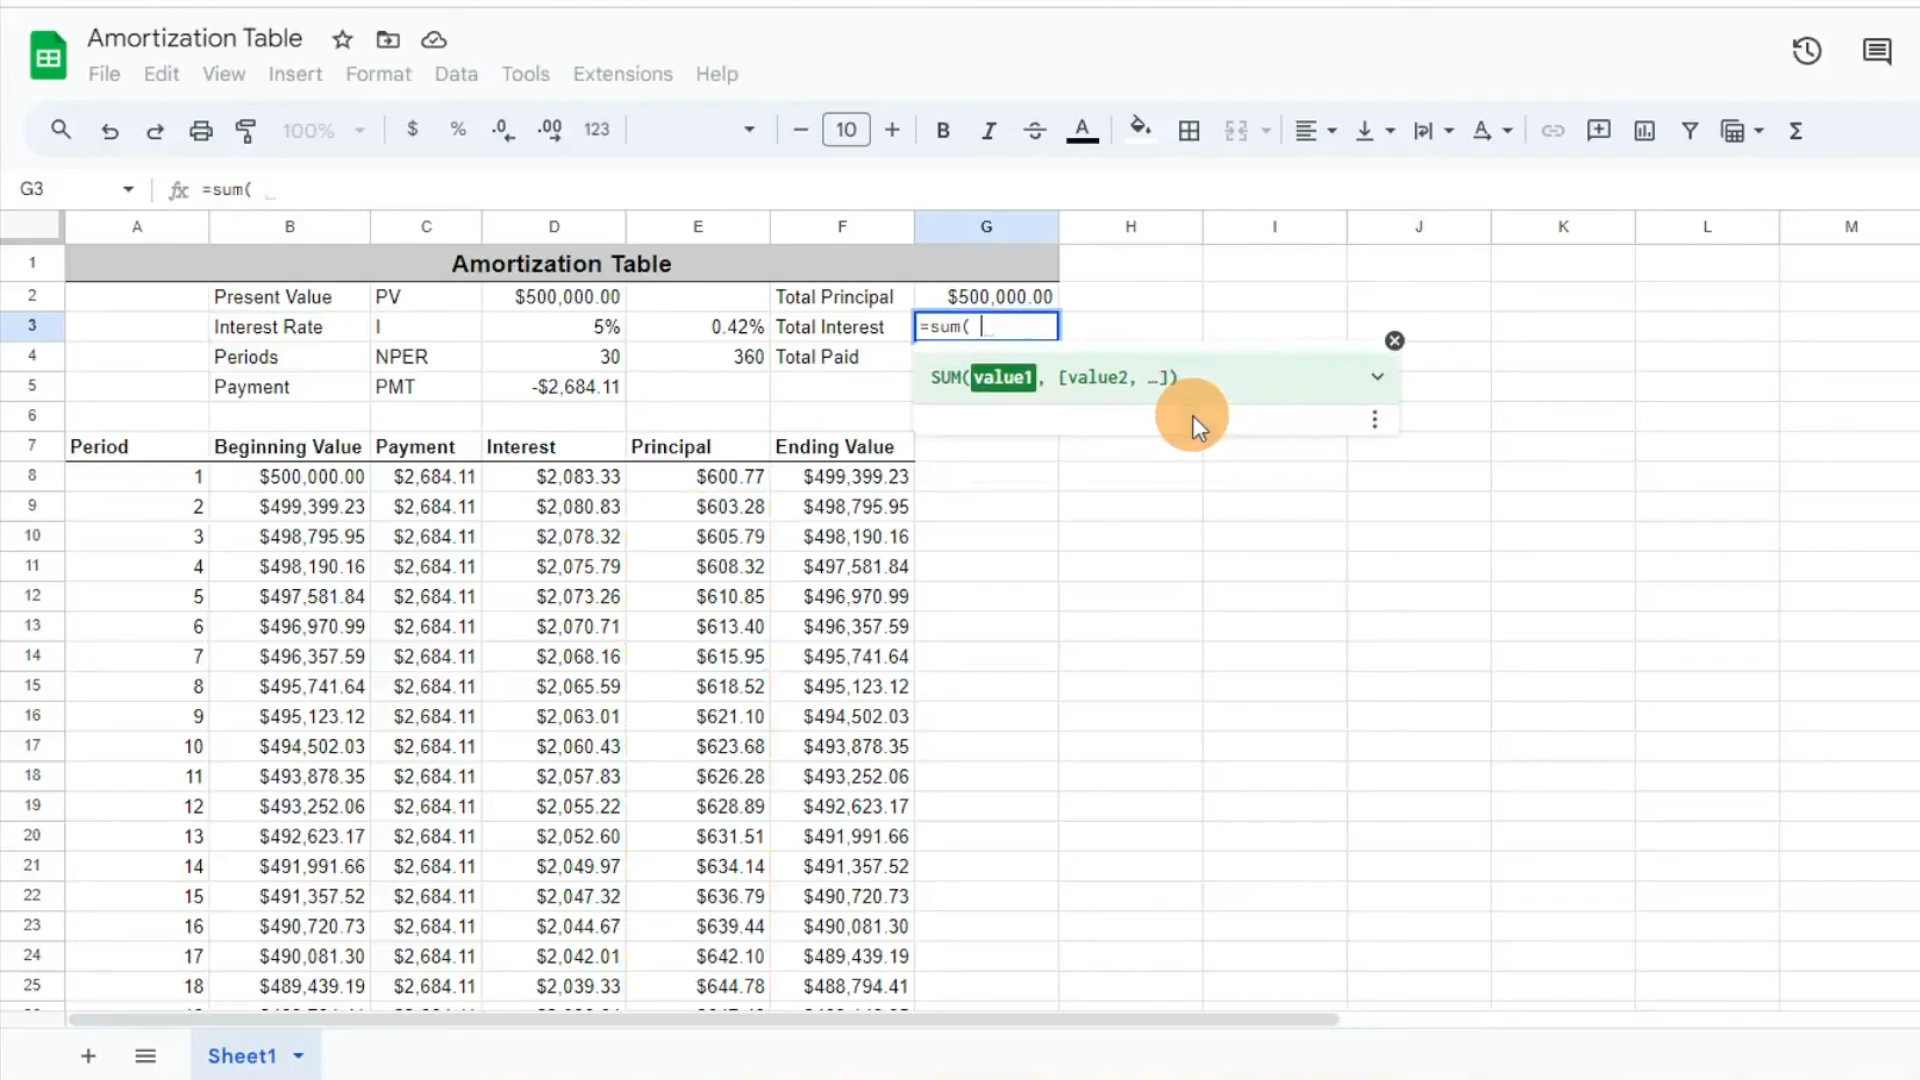 Amortization Table
File Edit View Insert Format Data Tools Extensions Help
100% $ % .0 .00 123 10 B I A Σ
G3 fx =sum(
A B C D E F G H I J K L M
1 Amortization Table
2 Present Value PV $500,000.00 Total Principal $500,000.00
3 Interest Rate I 5% 0.42% Total Interest =sum(
4 Periods NPER 30 360 Total Paid
5 Payment PMT -$2,684.11
SUM(value1, [value2, …])
6
7 Period Beginning Value Payment Interest Principal Ending Value
8 1 $500,000.00 $2,684.11 $2,083.33 $600.77 $499,399.23
9 2 $499,399.23 $2,684.11 $2,080.83 $603.28 $498,795.95
10 3 $498,795.95 $2,684.11 $2,078.32 $605.79 $498,190.16
11 4 $498,190.16 $2,684.11 $2,075.79 $608.32 $497,581.84
12 5 $497,581.84 $2,684.11 $2,073.26 $610.85 $496,970.99
13 6 $496,970.99 $2,684.11 $2,070.71 $613.40 $496,357.59
14 7 $496,357.59 $2,684.11 $2,068.16 $615.95 $495,741.64
15 8 $495,741.64 $2,684.11 $2,065.59 $618.52 $495,123.12
16 9 $495,123.12 $2,684.11 $2,063.01 $621.10 $494,502.03
17 10 $494,502.03 $2,684.11 $2,060.43 $623.68 $493,878.35
18 11 $493,878.35 $2,684.11 $2,057.83 $626.28 $493,252.06
19 12 $493,252.06 $2,684.11 $2,055.22 $628.89 $492,623.17
20 13 $492,623.17 $2,684.11 $2,052.60 $631.51 $491,991.66
21 14 $491,991.66 $2,684.11 $2,049.97 $634.14 $491,357.52
22 15 $491,357.52 $2,684.11 $2,047.32 $636.79 $490,720.73
23 16 $490,720.73 $2,684.11 $2,044.67 $639.44 $490,081.30
24 17 $490,081.30 $2,684.11 $2,042.01 $642.10 $489,439.19
25 18 $489,439.19 $2,684.11 $2,039.33 $644.78 $488,794.41
Sheet1